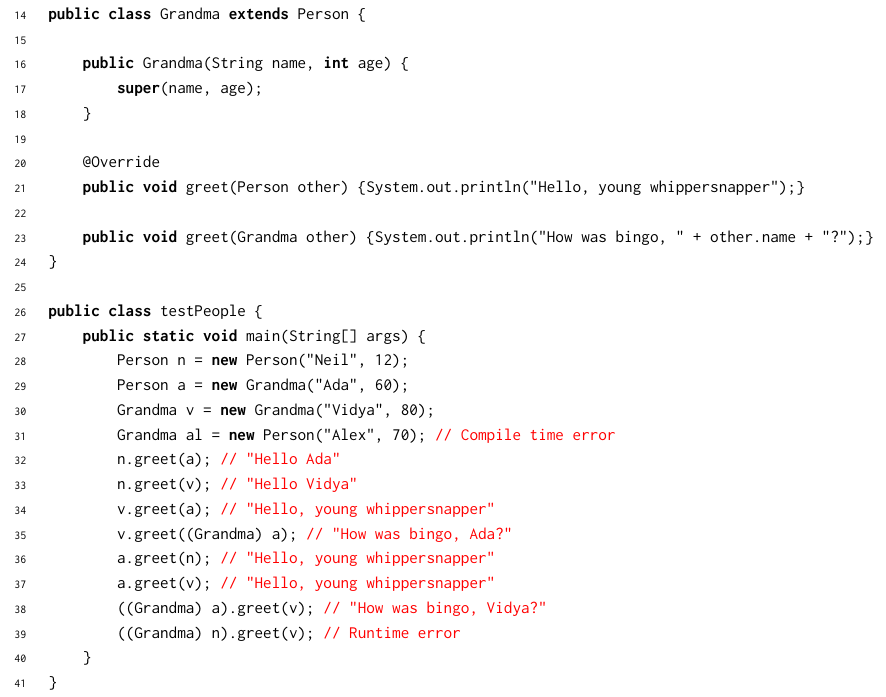 14 public class Grandma extends Person {
15
16     public Grandma(String name, int age) {
17         super(name, age);
18     }
19
20     @Override
21     public void greet(Person other) {System.out.println("Hello, young whippersnapper");}
22
23     public void greet(Grandma other) {System.out.println("How was bingo, " + other.name + "?");}
24 }
25
26 public class testPeople {
27     public static void main(String[] args) {
28         Person n = new Person("Neil", 12);
29         Person a = new Grandma("Ada", 60);
30         Grandma v = new Grandma("Vidya", 80);
31         Grandma al = new Person("Alex", 70); // Compile time error
32         n.greet(a); // "Hello Ada"
33         n.greet(v); // "Hello Vidya"
34         v.greet(a); // "Hello, young whippersnapper"
35         v.greet((Grandma) a); // "How was bingo, Ada?"
36         a.greet(n); // "Hello, young whippersnapper"
37         a.greet(v); // "Hello, young whippersnapper"
38         ((Grandma) a).greet(v); // "How was bingo, Vidya?"
39         ((Grandma) n).greet(v); // Runtime error
40     }
41 }